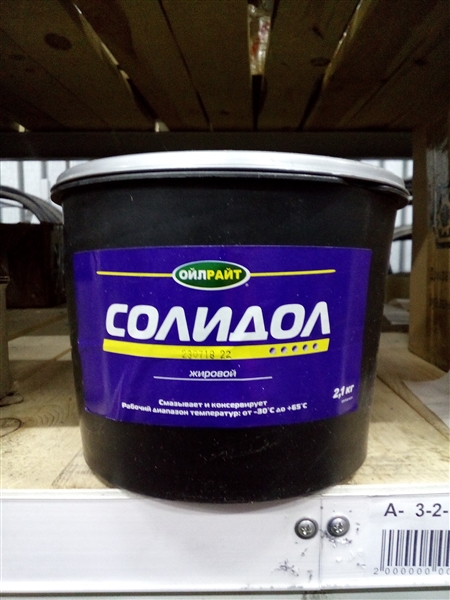 ОЙЛРАЙТ
СОЛИДОЛ
жировой
2,1 кг
Смазывает и консервирует
Рабочий диапазон температур: от -30°С до +65°С
A- 3-2-